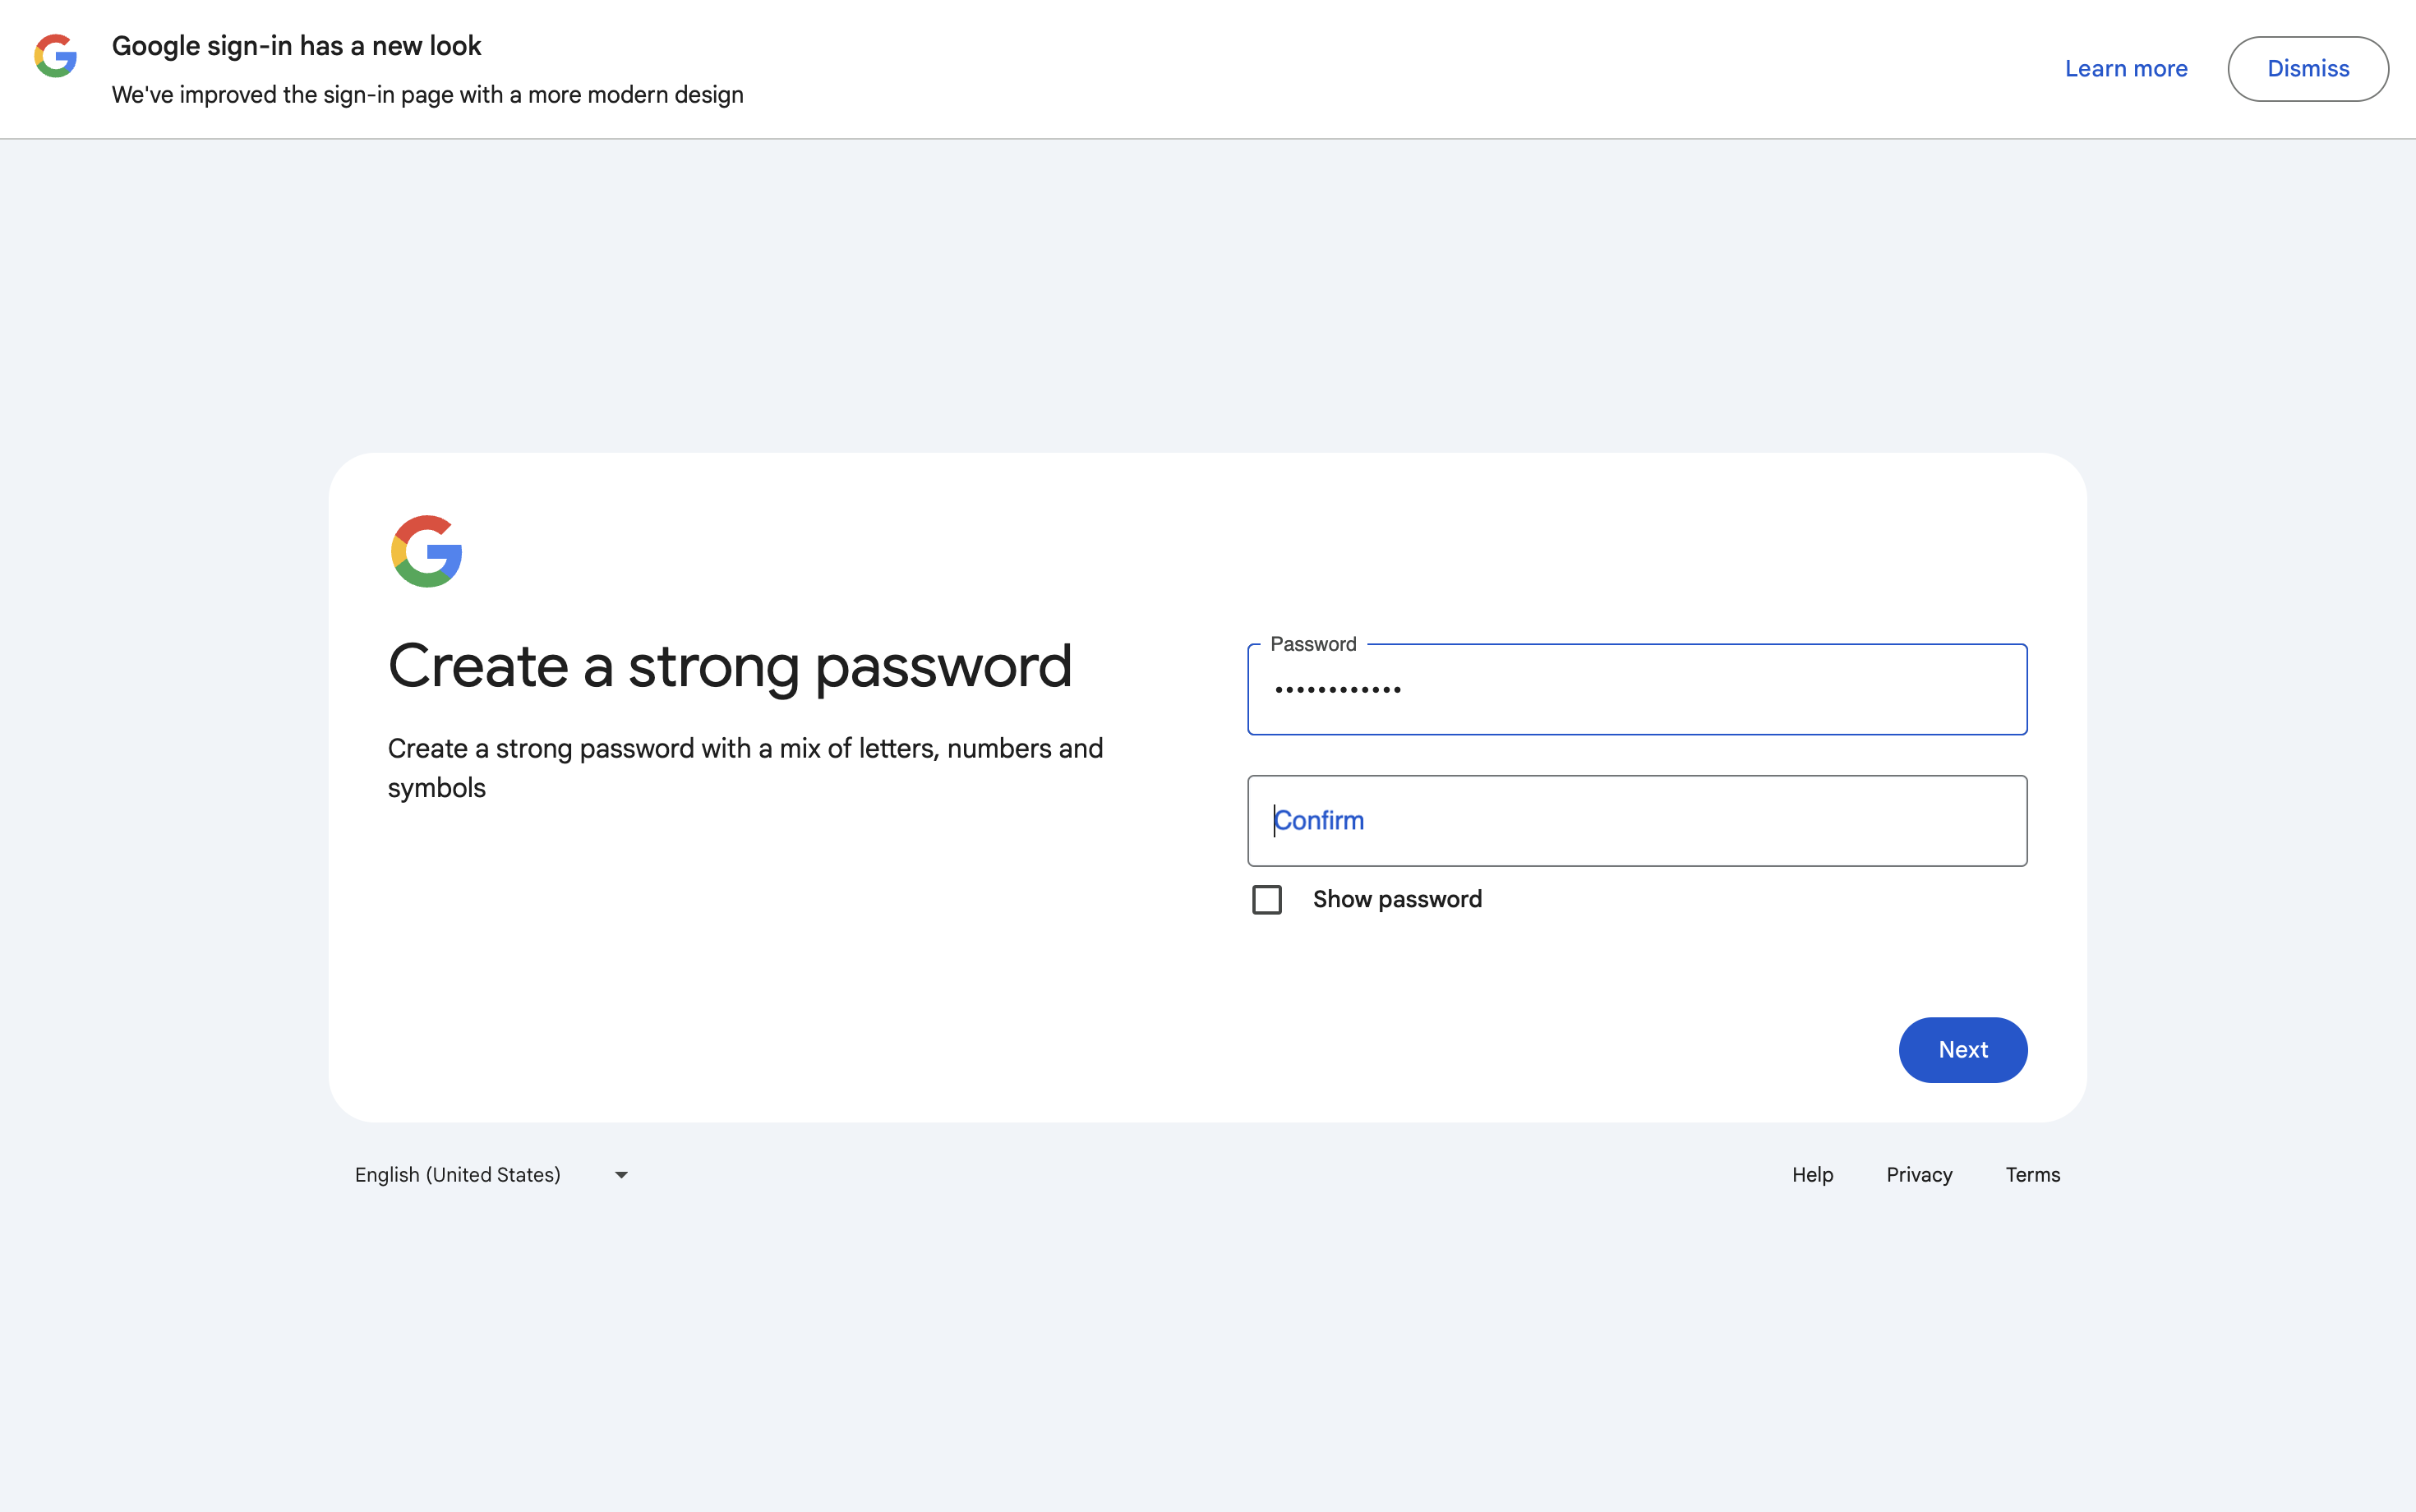 Google sign-in has a new look
We've improved the sign-in page with a more modern design
Learn more
Dismiss
Create a strong password
Create a strong password with a mix of letters, numbers and
symbols
Password
••••••••••••
Confirm
Show password
Next
English (United States)
Help
Privacy
Terms